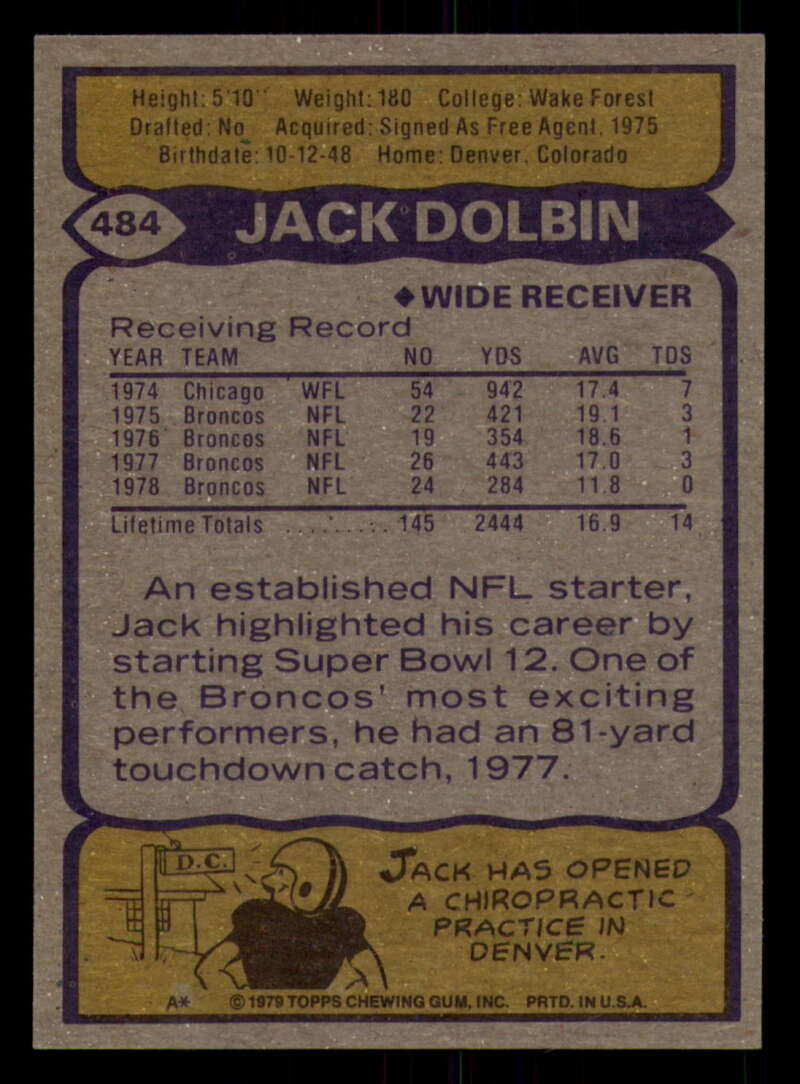 Height: 5'10" Weight: 180 College: Wake Forest
Drafted: No Acquired: Signed As Free Agent, 1975
Birthdate: 10-12-48 Home: Denver, Colorado
484 JACK DOLBIN
◆WIDE RECEIVER
Receiving Record
YEAR TEAM NO YDS AVG TDS
1974 Chicago WFL 54 942 17.4 7
1975 Broncos NFL 22 421 19.1 3
1976 Broncos NFL 19 354 18.6 1
1977 Broncos NFL 26 443 17.0 3
1978 Broncos NFL 24 284 11.8 0
Lifetime Totals ......... 145 2444 16.9 14
An established NFL starter,
Jack highlighted his career by
starting Super Bowl 12. One of
the Broncos' most exciting
performers, he had an 81-yard
touchdown catch, 1977.
D.C.
JACK HAS OPENED
A CHIROPRACTIC
PRACTICE IN
DENVER.
A* ©1979 TOPPS CHEWING GUM, INC. PRTD. IN U.S.A.